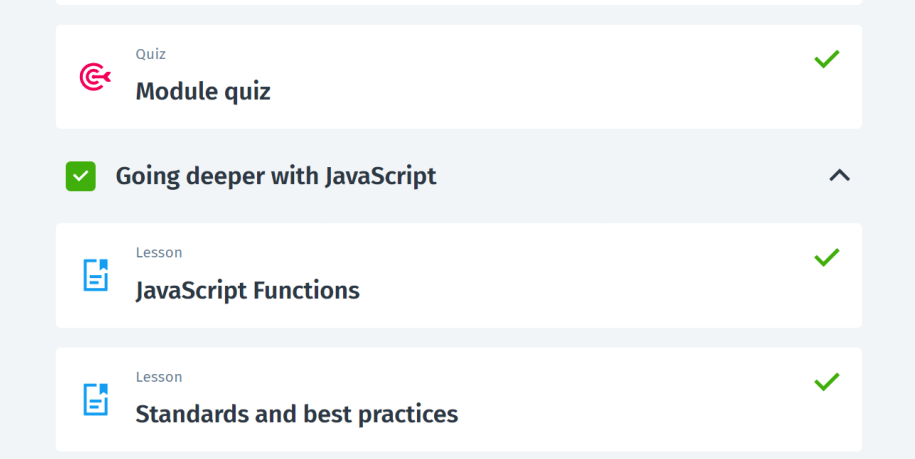 Quiz
Module quiz
Going deeper with JavaScript
Lesson
JavaScript Functions
Lesson
Standards and best practices